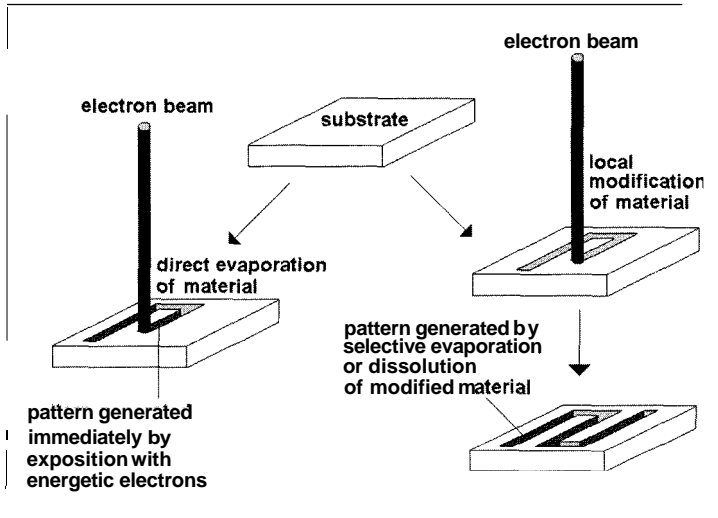 electron beam
electron beam
substrate
local
modification
of material
direct evaporation
of material
pattern generated by
selective evaporation
or dissolution
of modified material
pattern generated
immediately by
exposition with
energetic electrons